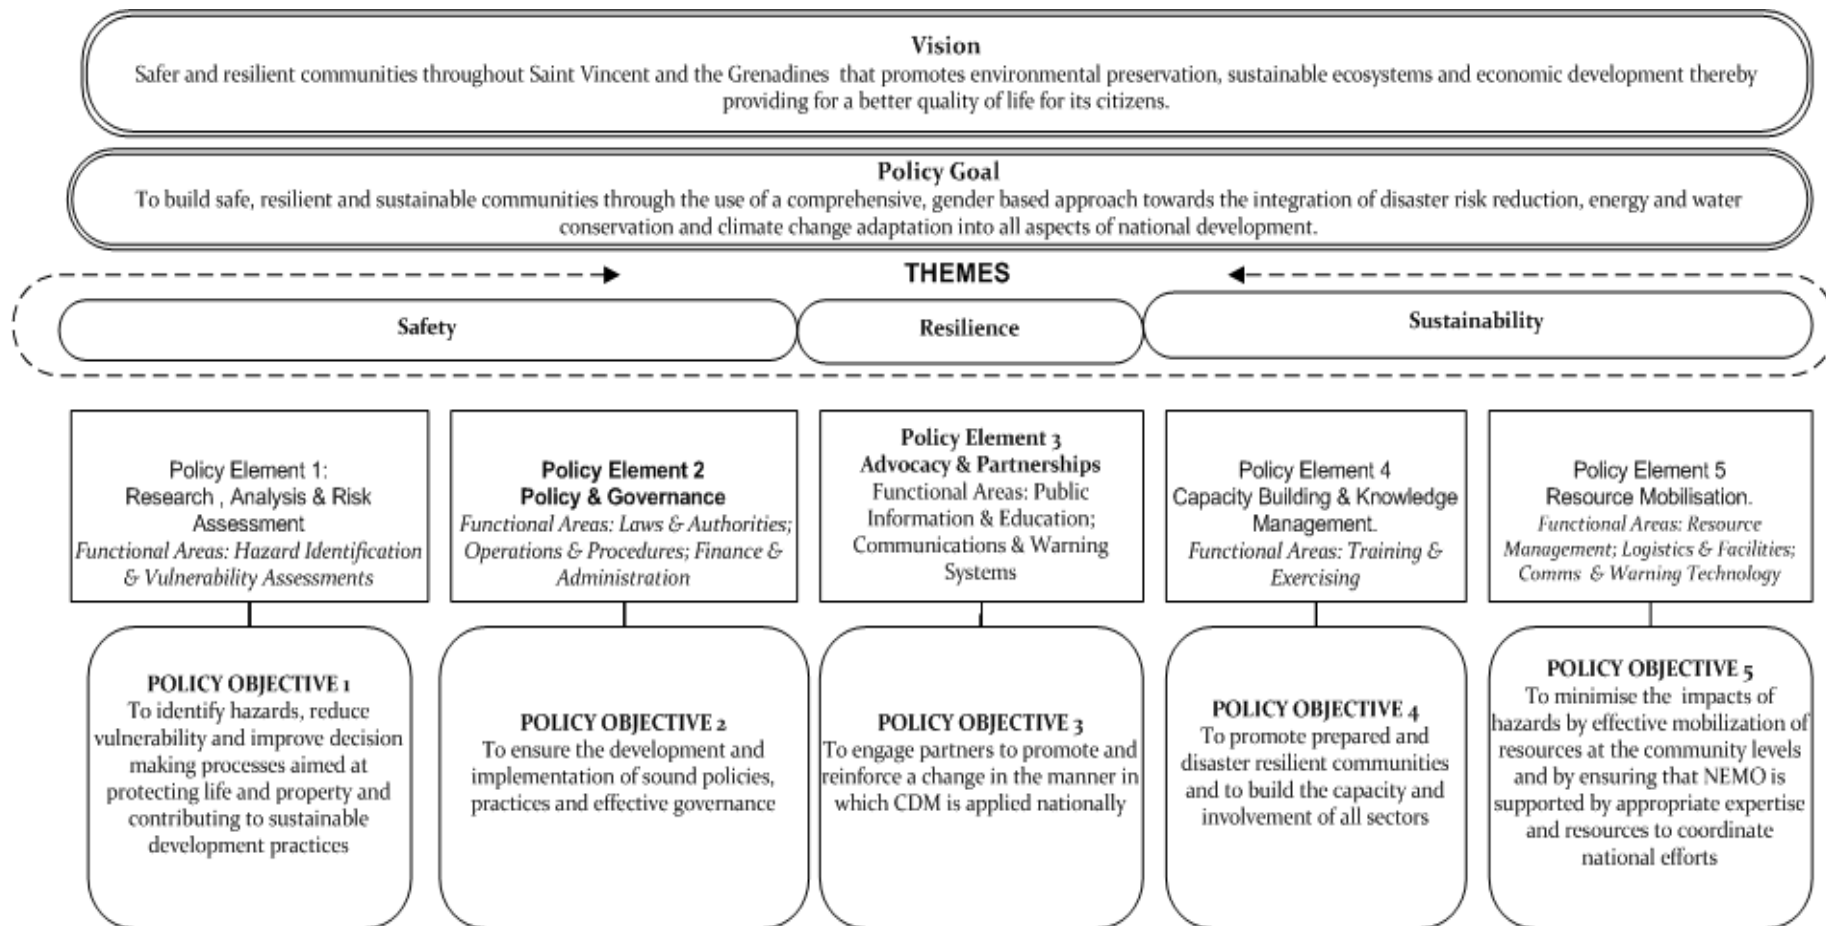 Vision
Safer and resilient communities throughout Saint Vincent and the Grenadines that promotes environmental preservation, sustainable ecosystems and economic development thereby
providing for a better quality of life for its citizens.
Policy Goal
To build safe, resilient and sustainable communities through the use of a comprehensive, gender based approach towards the integration of disaster risk reduction, energy and water
conservation and climate change adaptation into all aspects of national development.
THEMES
Safety
Resilience
Sustainability
Policy Element 1:
Research , Analysis & Risk
Assessment
Functional Areas: Hazard Identification
& Vulnerability Assessments
Policy Element 2
Policy & Governance
Functional Areas: Laws & Authorities;
Operations & Procedures; Finance &
Administration
Policy Element 3
Advocacy & Partnerships
Functional Areas: Public
Information & Education;
Communications & Warning
Systems
Policy Element 4
Capacity Building & Knowledge
Management.
Functional Areas: Training &
Exercising
Policy Element 5
Resource Mobilisation.
Functional Areas: Resource
Management; Logistics & Facilities;
Comms & Warning Technology
POLICY OBJECTIVE 1
To identify hazards, reduce
vulnerability and improve decision
making processes aimed at
protecting life and property and
contributing to sustainable
development practices
POLICY OBJECTIVE 2
To ensure the development and
implementation of sound policies,
practices and effective governance
POLICY OBJECTIVE 3
To engage partners to promote and
reinforce a change in the manner in
which CDM is applied nationally
POLICY OBJECTIVE 4
To promote prepared and
disaster resilient communities
and to build the capacity and
involvement of all sectors
POLICY OBJECTIVE 5
To minimise the impacts of
hazards by effective mobilization of
resources at the community levels
and by ensuring that NEMO is
supported by appropriate expertise
and resources to coordinate
national efforts